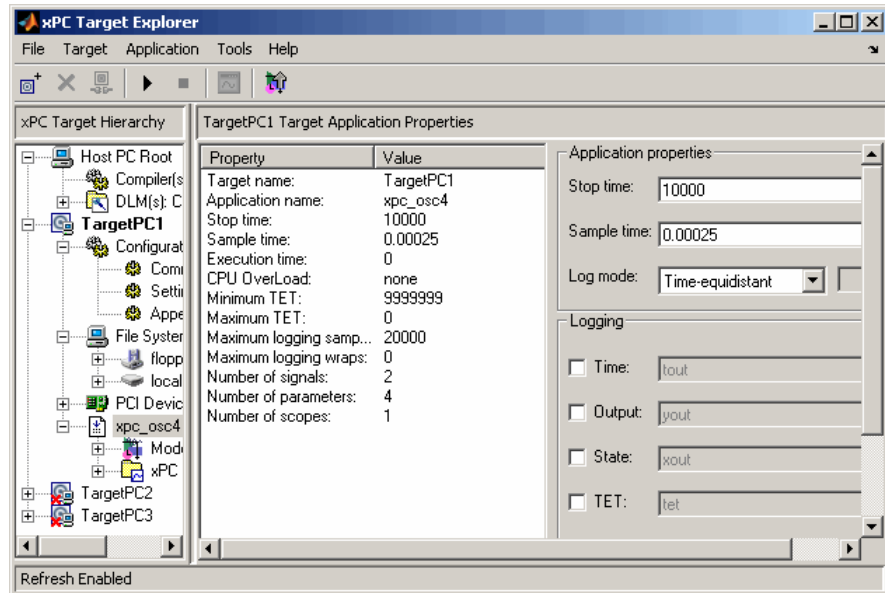 xPC Target Explorer
File Target Application Tools Help
xPC Target Hierarchy
Host PC Root
Compiler(s
DLM(s): C
TargetPC1
Configurat
Comm
Settin
Appe
File System
flopp
local
PCI Devic
xpc_osc4
Mode
xPC
TargetPC2
TargetPC3
TargetPC1 Target Application Properties
Property Value
Target name: TargetPC1
Application name: xpc_osc4
Stop time: 10000
Sample time: 0.00025
Execution time: 0
CPU OverLoad: none
Minimum TET: 9999999
Maximum TET: 0
Maximum logging samp... 20000
Maximum logging wraps: 0
Number of signals: 2
Number of parameters: 4
Number of scopes: 1
Application properties
Stop time: 10000
Sample time: 0.00025
Log mode: Time-equidistant
Logging
Time: tout
Output: yout
State: xout
TET: tet
Refresh Enabled